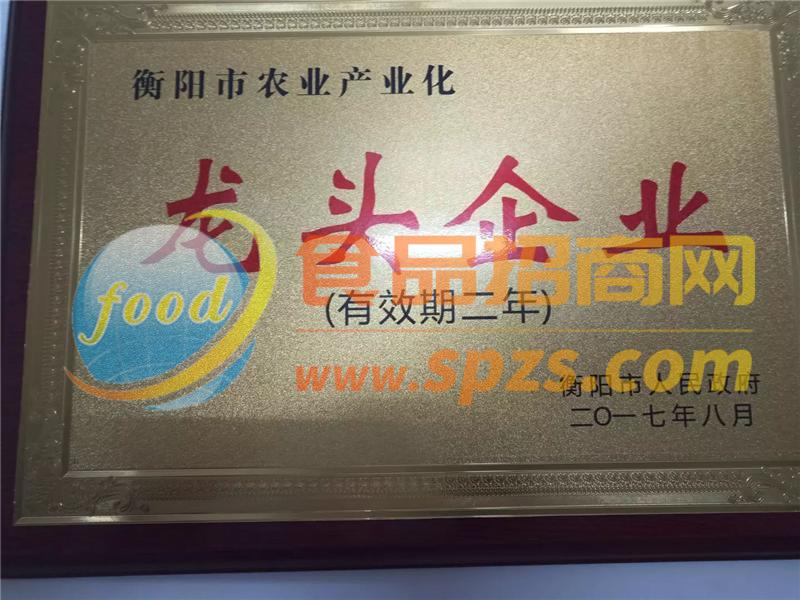 衡阳市农业产业化
龙头企业
food
食品招商网
(有效期二年)
www.spzs.com
衡阳市人民政府
二〇一七年八月